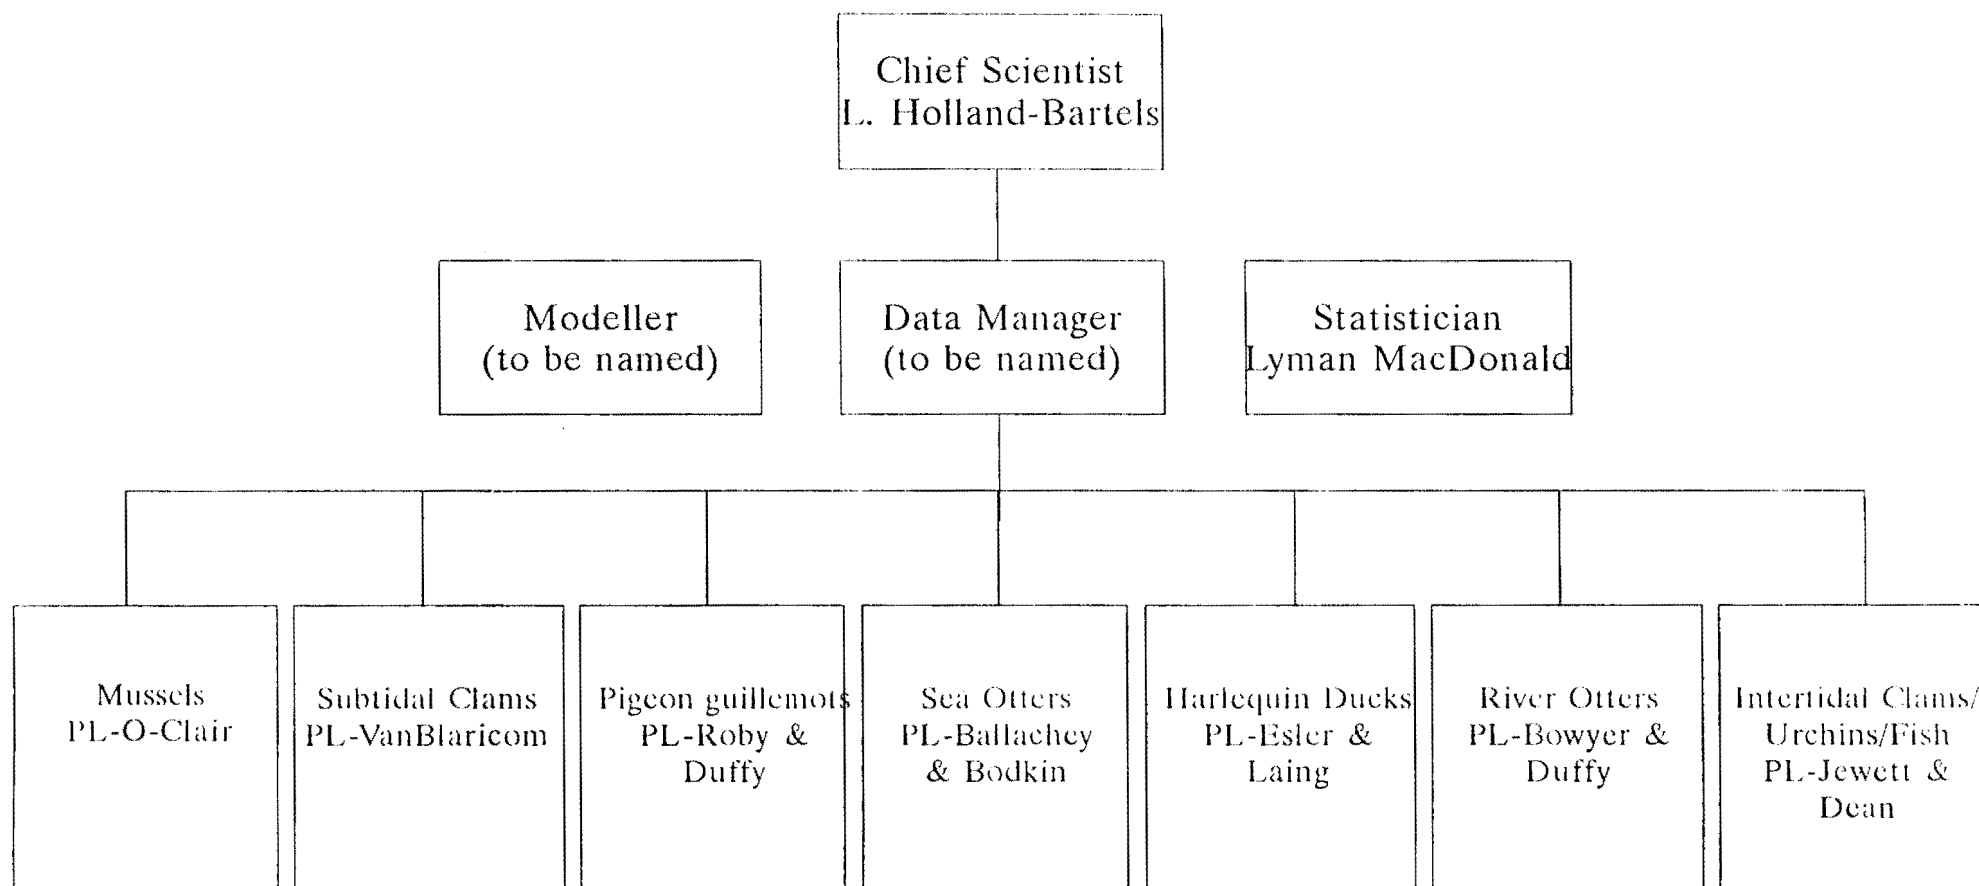 Chief Scientist
L. Holland-Bartels
Modeller
(to be named)
Data Manager
(to be named)
Statistician
Lyman MacDonald
Mussels
PL-O-Clair
Subtidal Clams
PL-VanBlaricom
Pigeon guillemots
PL-Roby &
Duffy
Sea Otters
PL-Ballachey
& Bodkin
Harlequin Ducks
PL-Esler &
Laing
River Otters
PL-Bowyer &
Duffy
Intertidal Clams/
Urchins/Fish
PL-Jewett &
Dean